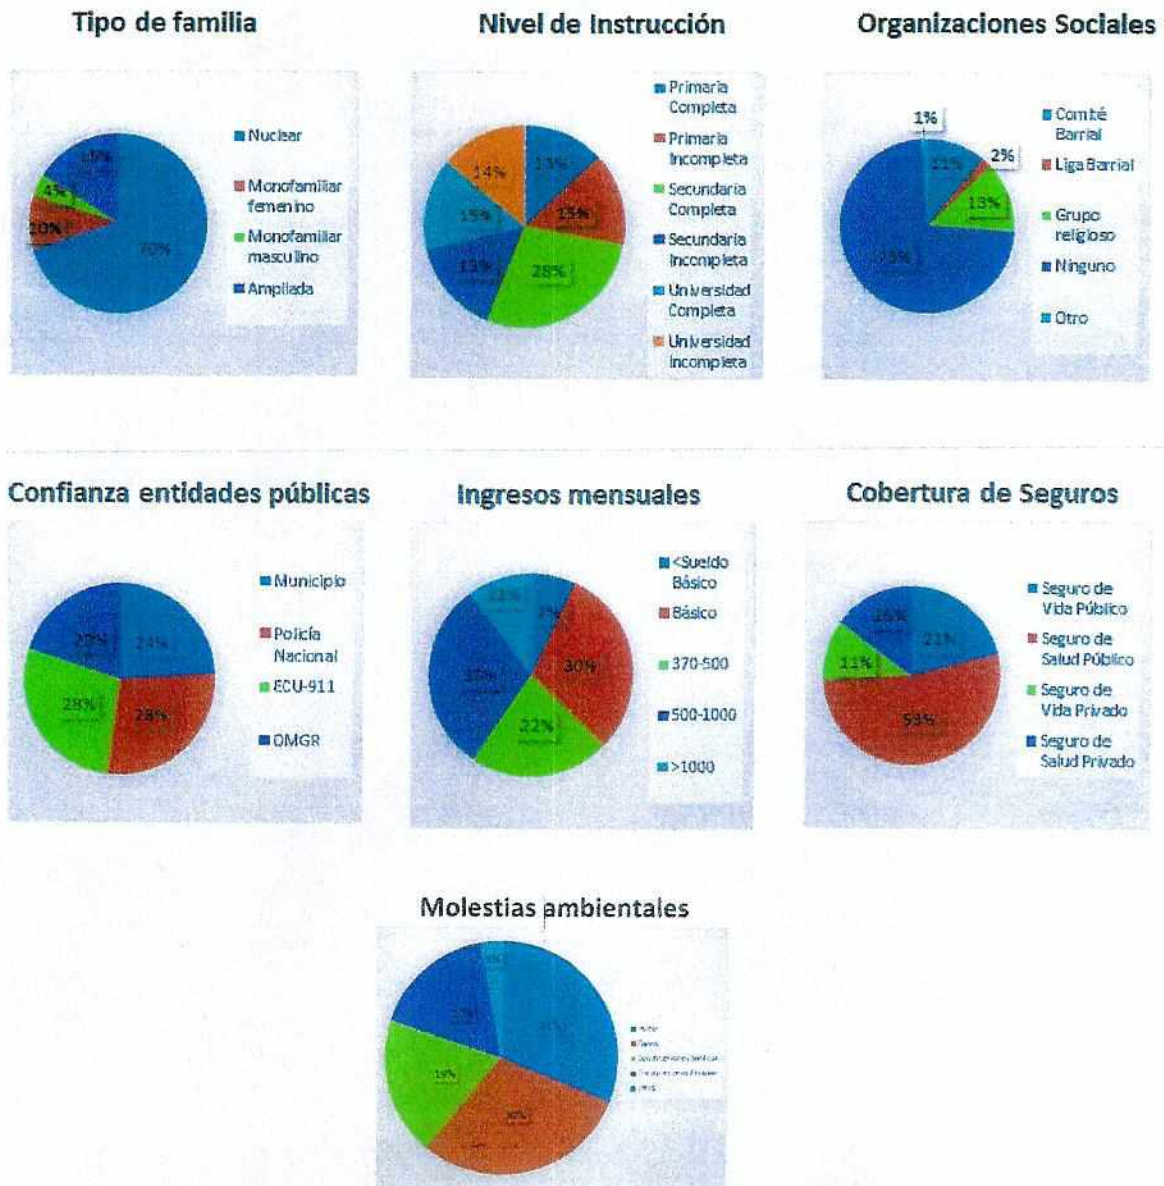 Tipo de familia
70%
10%
4%
Nuclear
Monofamiliar
femenino
Monofamiliar
masculino
Ampliada
Nivel de Instrucción
15%
28%
15%
15%
14%
Primaria
Completa
Primaria
Incompleta
Secundaria
Completa
Secundaria
Incompleta
Universidad
Completa
Universidad
Incompleta
Organizaciones Sociales
1%
11%
2%
13%
Comité
Barrial
Liga Barrial
Grupo
religioso
Ninguno
Otro
Confianza entidades públicas
24%
28%
28%
20%
Municipio
Policía
Nacional
ECU-911
DMGR
Ingresos mensuales
30%
22%
<Sueldo
Básico
Básico
370-500
500-1000
>1000
Cobertura de Seguros
21%
53%
11%
Seguro de
Vida Público
Seguro de
Salud Público
Seguro de
Vida Privado
Seguro de
Salud Privado
Molestias ambientales
30%
19%